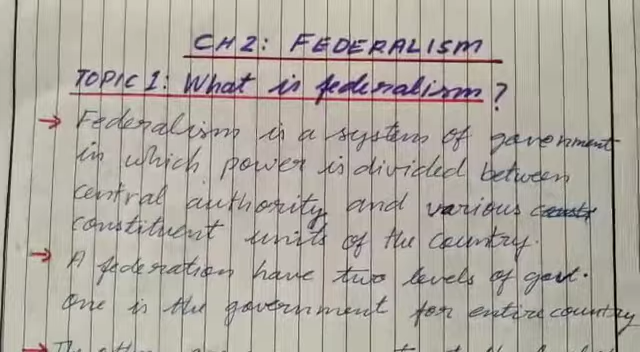 CH 2: FEDERALISM
TOPIC 1: What is federalism?
→ Federalism is a system of govenment
in which power is divided between
central authority and various
constituent units of the country.
→ A federation have two levels of govt.
One is the government for entire country
→ The